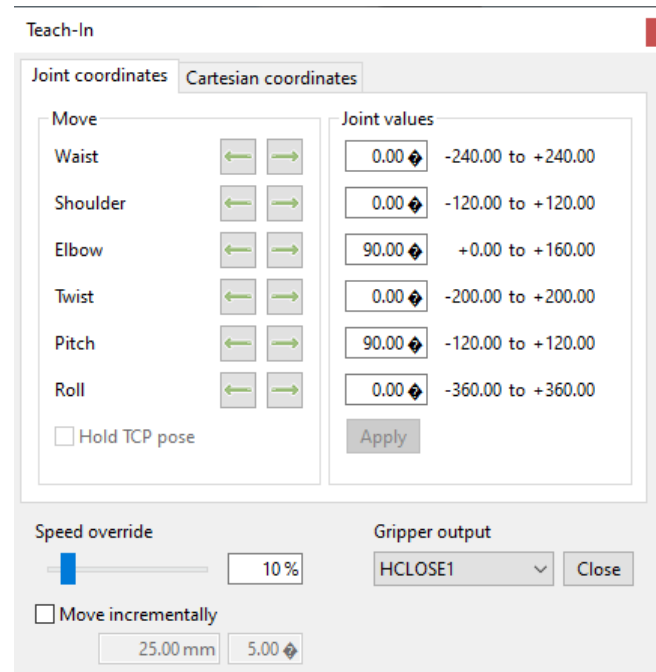 Teach-In
Joint coordinates Cartesian coordinates
Move
Joint values
Waist 0.00� -240.00 to +240.00
Shoulder 0.00� -120.00 to +120.00
Elbow 90.00� +0.00 to +160.00
Twist 0.00� -200.00 to +200.00
Pitch 90.00� -120.00 to +120.00
Roll 0.00� -360.00 to +360.00
Hold TCP pose Apply
Speed override Gripper output
10 % HCLOSE1 Close
Move incrementally
25.00 mm 5.00�